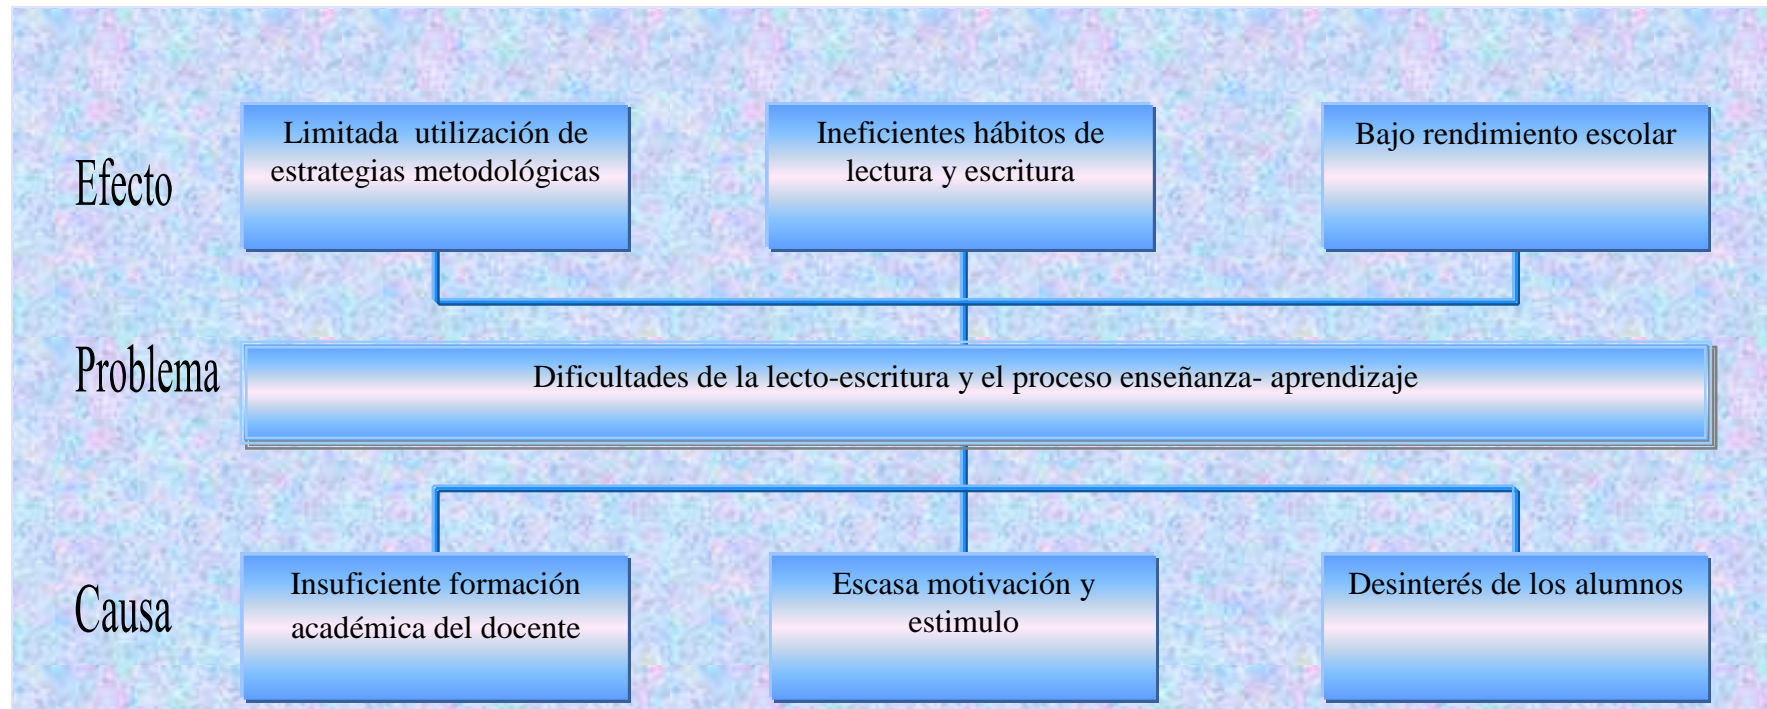 Efecto
Limitada utilización de
estrategias metodológicas
Ineficientes hábitos de
lectura y escritura
Bajo rendimiento escolar
Problema
Dificultades de la lecto-escritura y el proceso enseñanza- aprendizaje
Causa
Insuficiente formación
académica del docente
Escasa motivación y
estimulo
Desinterés de los alumnos